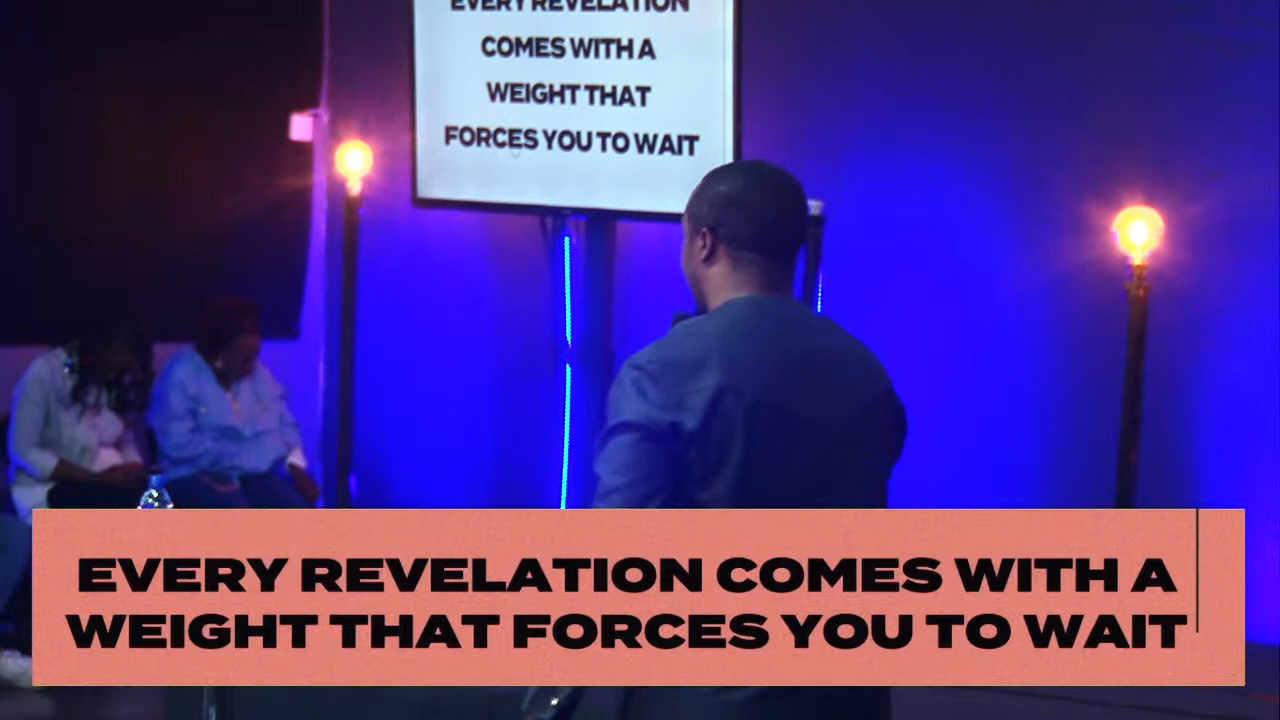 EVERY REVELATION
COMES WITH A
WEIGHT THAT
FORCES YOU TO WAIT
EVERY REVELATION COMES WITH A
WEIGHT THAT FORCES YOU TO WAIT